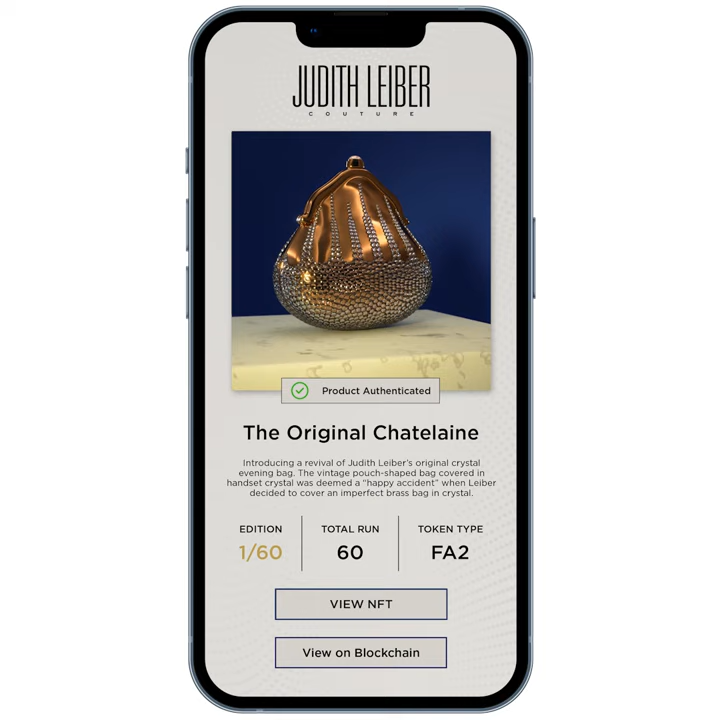 JUDITH LEIBER
COUTURE
Product Authenticated
The Original Chatelaine
Introducing a revival of Judith Leiber's original crystal
evening bag. The vintage pouch-shaped bag covered in
handset crystal was deemed a "happy accident" when Leiber
decided to cover an imperfect brass bag in crystal.
EDITION TOTAL RUN TOKEN TYPE
1/60 60 FA2
VIEW NFT
View on Blockchain